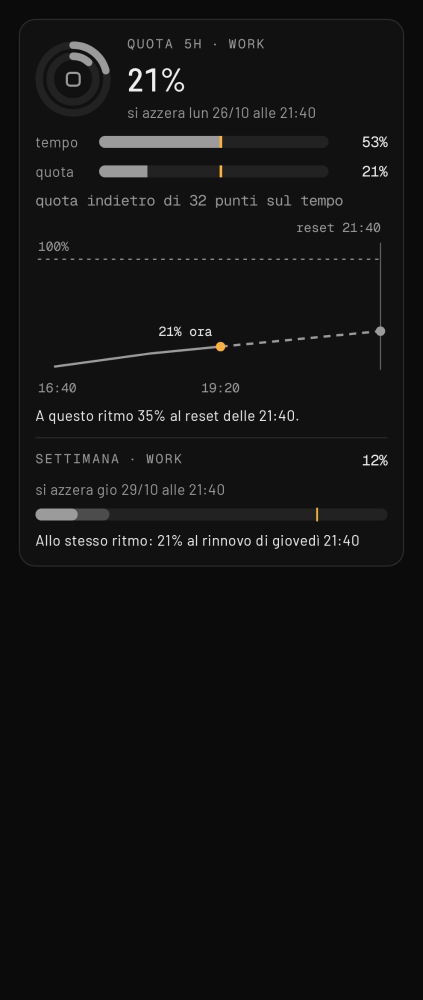 QUOTA 5H · WORK
21%
si azzera lun 26/10 alle 21:40
tempo 53%
quota 21%
quota indietro di 32 punti sul tempo
reset 21:40
100%
21% ora
16:40 19:20
A questo ritmo 35% al reset delle 21:40.
SETTIMANA · WORK 12%
si azzera gio 29/10 alle 21:40
Allo stesso ritmo: 21% al rinnovo di giovedì 21:40